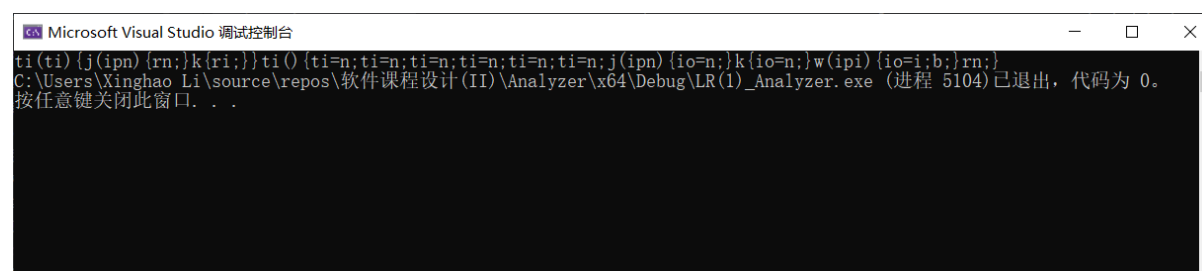 Microsoft Visual Studio 调试控制台
ti(ti){j(ipn){rn;}k{ri;}}ti(){ti=n;ti=n;ti=n;ti=n;ti=n;ti=n;j(ipn){io=n;}k{io=n;}w(ipi){io=i;b;}rn;}
C:\Users\Xinghao Li\source\repos\软件课程设计(II)\Analyzer\x64\Debug\LR(1)_Analyzer.exe (进程 5104)已退出，代码为 0。
按任意键关闭此窗口. . .